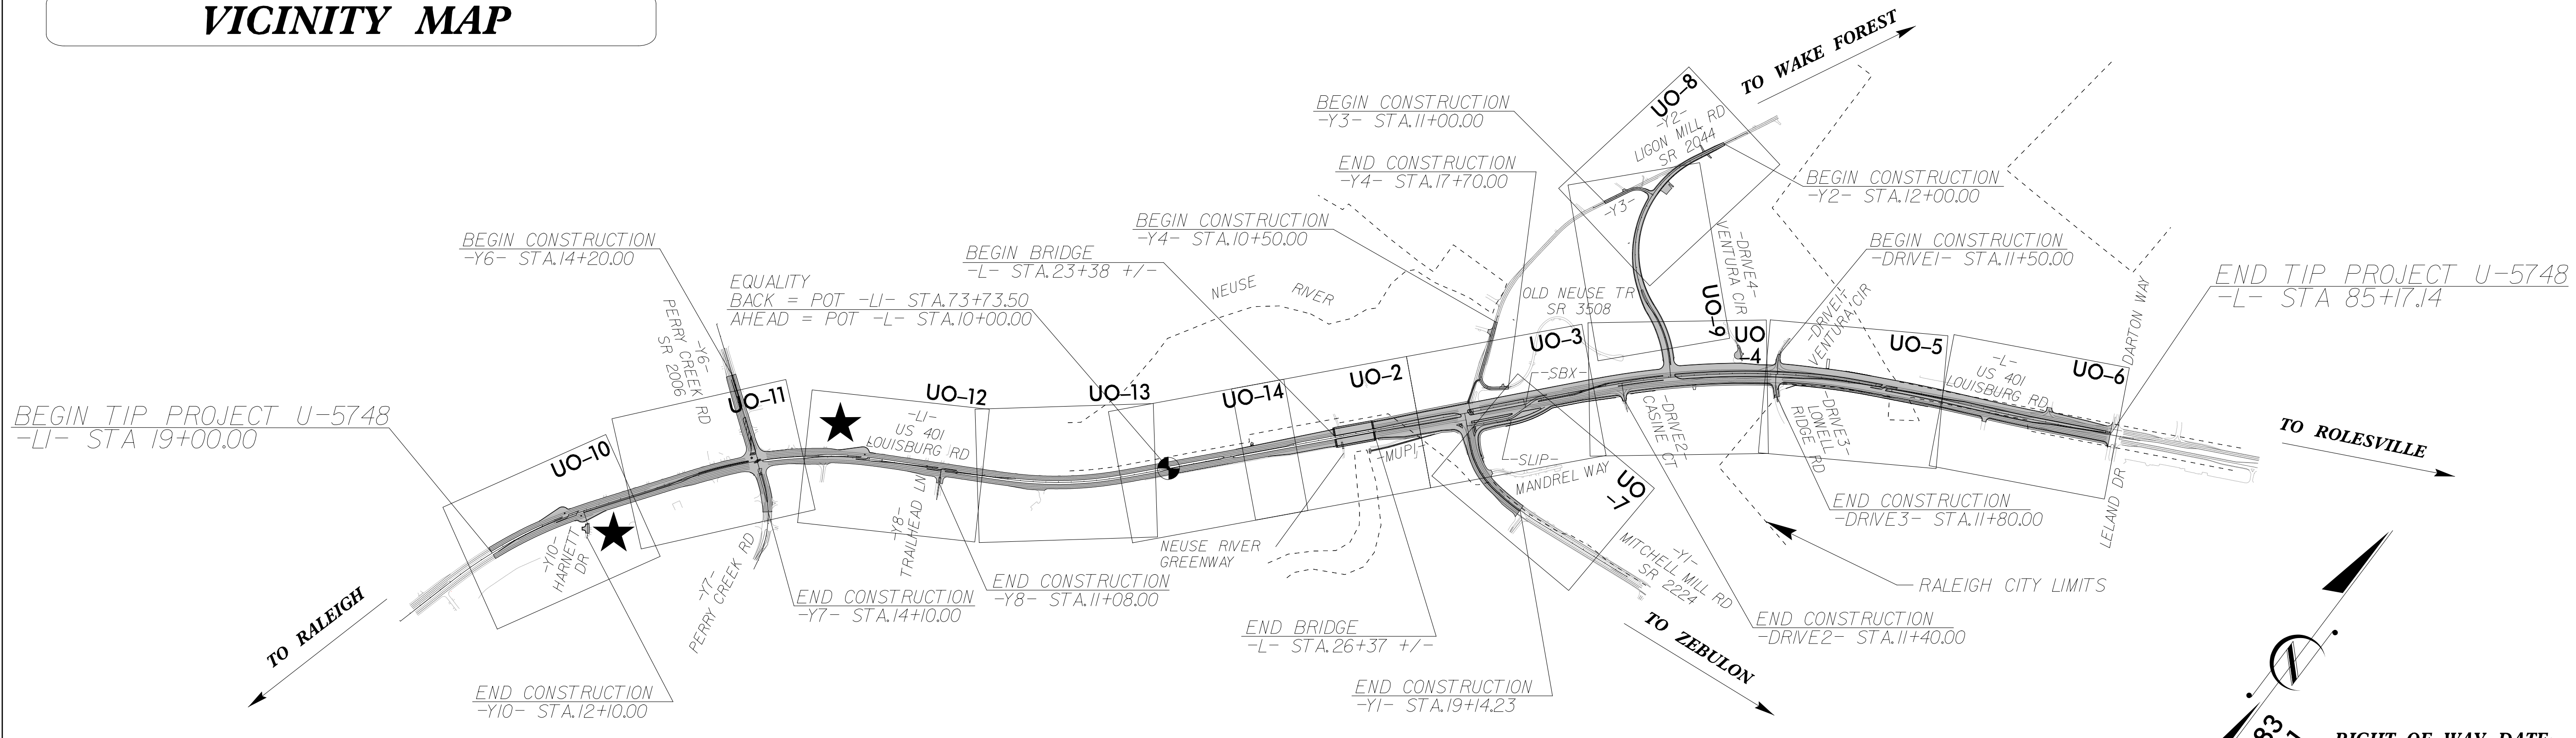 VICINITY MAP
BEGIN TIP PROJECT U-5748
-L1- STA 19+00.00
TO RALEIGH
UO-10
-Y10-
HARNETT
DR
END CONSTRUCTION
-Y10- STA.12+10.00
BEGIN CONSTRUCTION
-Y6- STA.14+20.00
-Y6-
PERRY CREEK RD
SR 2006
UO-11
-Y7-
PERRY CREEK RD
END CONSTRUCTION
-Y7- STA.14+10.00
EQUALITY
BACK = POT -L1- STA.73+73.50
AHEAD = POT -L- STA.10+00.00
UO-12
-L1-
US 401
LOUISBURG RD
-Y8-
TRAILHEAD LN
END CONSTRUCTION
-Y8- STA.11+08.00
UO-13
UO-14
BEGIN BRIDGE
-L- STA.23+38 +/-
NEUSE RIVER
NEUSE RIVER
GREENWAY
END BRIDGE
-L- STA.26+37 +/-
UO-2
-MUP1-
BEGIN CONSTRUCTION
-Y4- STA.10+50.00
END CONSTRUCTION
-Y4- STA.17+70.00
BEGIN CONSTRUCTION
-Y3- STA.11+00.00
UO-8
-Y2-
LIGON MILL RD
SR 2044
TO WAKE FOREST
-Y3-
BEGIN CONSTRUCTION
-Y2- STA.12+00.00
OLD NEUSE TR
SR 3508
UO-3
-SBX-
-SLIP-
MANDREL WAY
UO
-7
-Y1-
MITCHELL MILL RD
SR 2224
TO ZEBULON
END CONSTRUCTION
-Y1- STA.19+14.23
UO-9
-DRIVE4-
VENTURA CIR
UO
-4
-DRIVE2-
CASINE CT
END CONSTRUCTION
-DRIVE2- STA.11+40.00
BEGIN CONSTRUCTION
-DRIVE1- STA.11+50.00
-DRIVE1-
VENTURA CIR
-DRIVE3-
LOWELL
RIDGE RD
END CONSTRUCTION
-DRIVE3- STA.11+80.00
RALEIGH CITY LIMITS
UO-5
-L-
US 401
LOUISBURG RD
UO-6
DARTON WAY
LELAND DR
END TIP PROJECT U-5748
-L- STA 85+17.14
TO ROLESVILLE
83
RIGHT OF WAY DATE